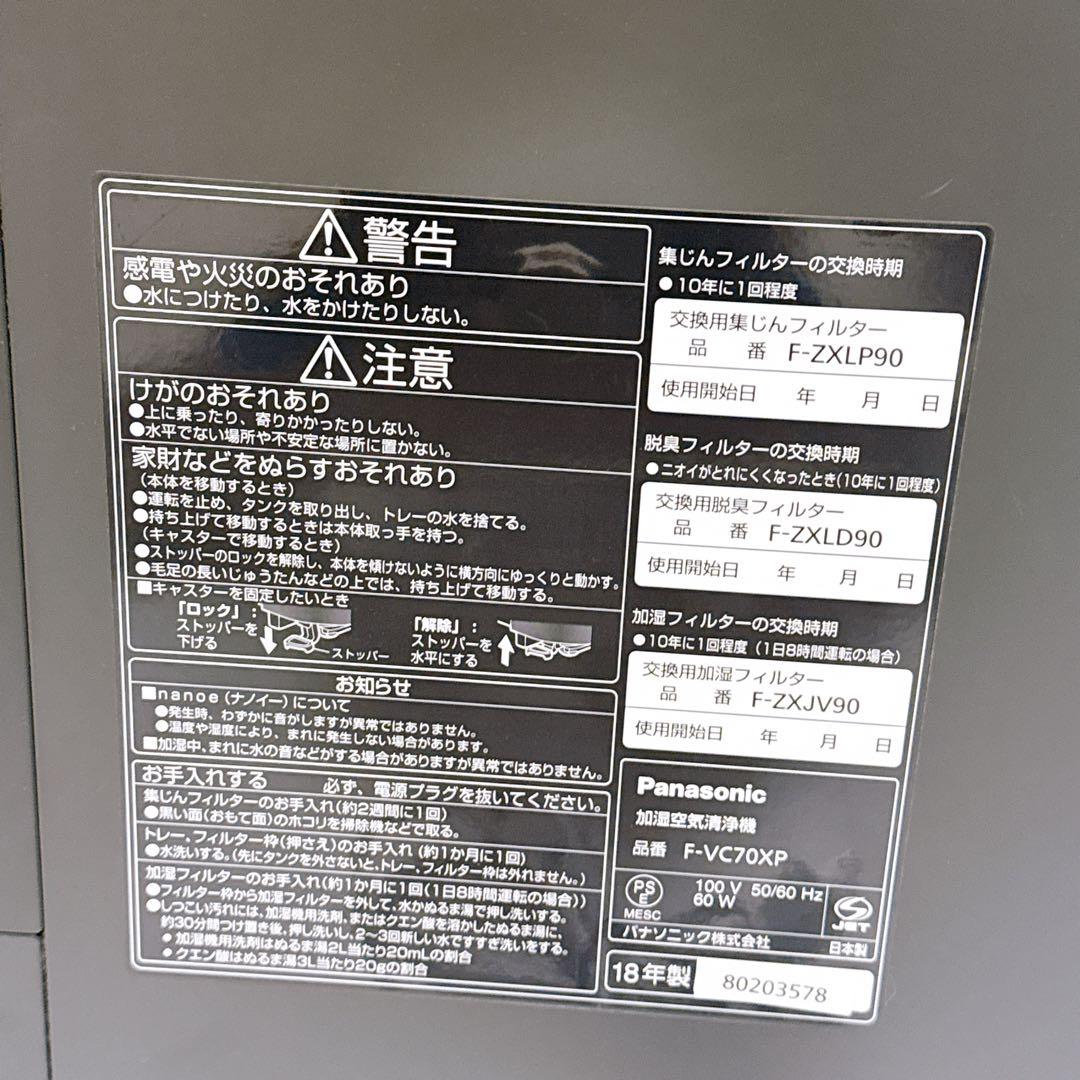 警告
感電や火災のおそれあり
●水につけたり、水をかけたりしない。
注意
けがのおそれあり
●上に乗ったり、寄りかかったりしない。
●水平でない場所や不安定な場所に置かない。
家財などをぬらすおそれあり
(本体を移動するとき)
●運転を止め、タンクを取り出し、トレーの水を捨てる。
●持ち上げて移動するときは本体取っ手を持つ。
(キャスターで移動するとき)
●ストッパーのロックを解除し、本体を傾けないように横方向にゆっくりと動かす。
●毛足の長いじゅうたんなどの上では、持ち上げて移動する。
■キャスターを固定したいとき
「ロック」:
ストッパーを
下げる
ストッパー
「解除」:
ストッパーを
水平にする
お知らせ
■nanoe(ナノイー)について
●発生時、わずかに音がしますが異常ではありません。
●温度や湿度により、まれに発生しない場合があります。
■加湿中、まれに水の音などがする場合がありますが異常ではありません。
お手入れする 必ず、電源プラグを抜いてください。
集じんフィルターのお手入れ(約2週間に1回)
●黒い面(おもて面)のホコリを掃除機などで取る。
トレー、フィルター枠(押さえ)のお手入れ(約1か月に1回)
●水洗いする。(先にタンクを外さないと、トレー、フィルター枠は外れません。)
加湿フィルターのお手入れ(約1か月に1回(1日8時間運転の場合))
●フィルター枠から加湿フィルターを外して、水かぬるま湯で押し洗いする。
●しつこい汚れには、加湿機用洗剤、またはクエン酸を溶かしたぬるま湯に、
約30分間つけ置き後、押し洗いし、2~3回新しい水ですすぎ洗いをする。
● 加湿機用洗剤はぬるま湯2L当たり20mLの割合
● クエン酸はぬるま湯3L当たり20gの割合
集じんフィルターの交換時期
● 10年に1回程度
交換用集じんフィルター
品 番 F-ZXLP90
使用開始日 年 月 日
脱臭フィルターの交換時期
● ニオイがとれにくくなったとき(10年に1回程度)
交換用脱臭フィルター
品 番 F-ZXLD90
使用開始日 年 月 日
加湿フィルターの交換時期
● 10年に1回程度(1日8時間運転の場合)
交換用加湿フィルター
品 番 F-ZXJV90
使用開始日 年 月 日
Panasonic
加湿空気清浄機
品番 F-VC70XP
PS
E
MESC
100 V 50/60 Hz
60 W
JET
パナソニック株式会社 日本製
18年製 80203578